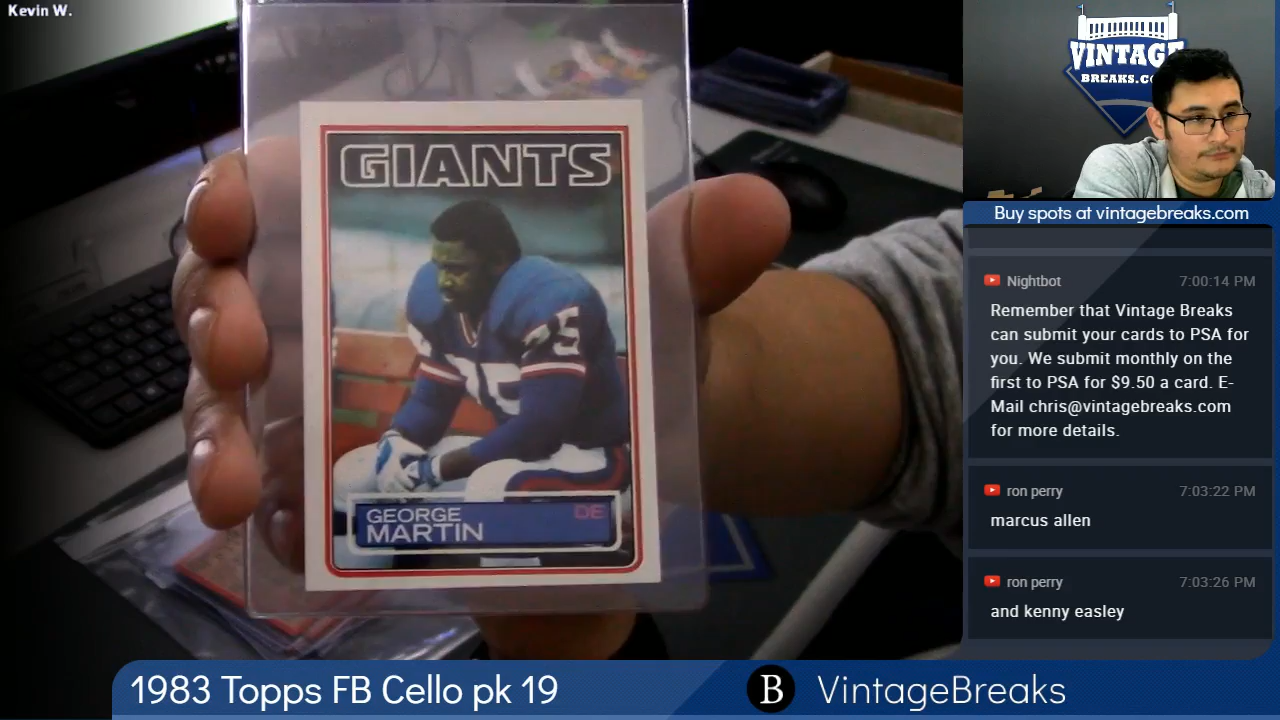 Kevin W.
GIANTS
75
75
GEORGE
MARTIN
DE
VINTAGE
BREAKS.CO
Buy spots at vintagebreaks.com
Nightbot 7:00:14 PM
Remember that Vintage Breaks
can submit your cards to PSA for
you. We submit monthly on the
first to PSA for $9.50 a card. E-
Mail chris@vintagebreaks.com
for more details.
ron perry 7:03:22 PM
marcus allen
ron perry 7:03:26 PM
and kenny easley
1983 Topps FB Cello pk 19
B VintageBreaks